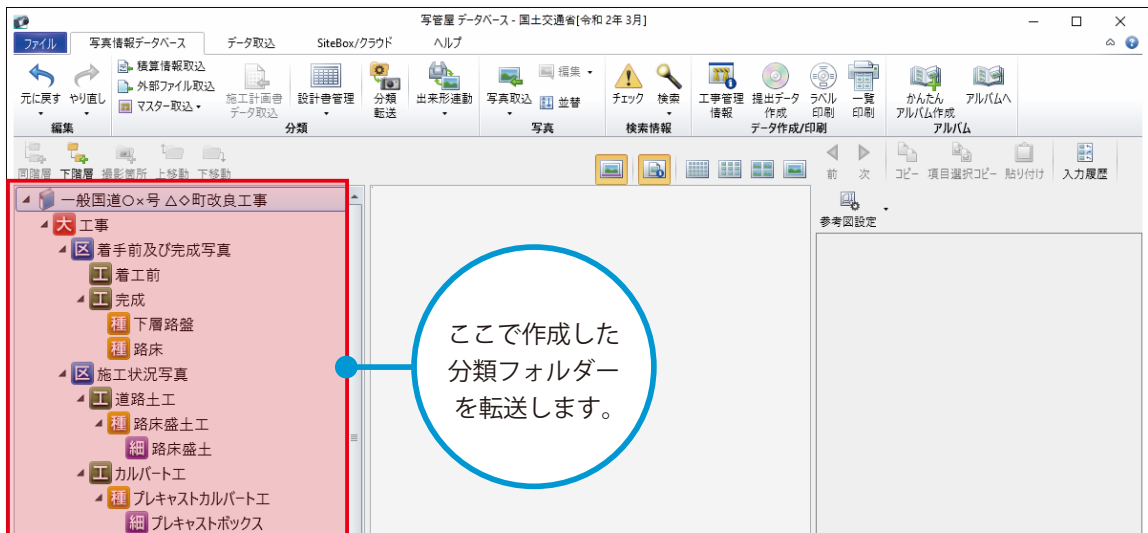 写管屋 データベース - 国土交通省[令和 2年 3月]
ファイル 写真情報データベース データ取込 SiteBox/クラウド ヘルプ
元に戻す やり直し
編集
積算情報取込
外部ファイル取込
マスター取込
施工計画書
データ取込
設計書管理
分類
転送
分類
出来形連動
写真取込
編集
並替
写真
チェック 検索
検索情報
工事管理
情報
提出データ
作成
ラベル
印刷
一覧
印刷
データ作成/印刷
かんたん
アルバム作成
アルバムへ
アルバム
同階層 下階層 撮影箇所 上移動 下移動
前 次 コピー 項目選択コピー 貼り付け 入力履歴
参考図設定
一般国道○×号 △◇町改良工事
大 工事
区 着手前及び完成写真
工 着工前
工 完成
種 下層路盤
種 路床
区 施工状況写真
工 道路土工
種 路床盛土工
細 路床盛土
工 カルバート工
種 プレキャストカルバート工
細 プレキャストボックス
ここで作成した
分類フォルダー
を転送します。